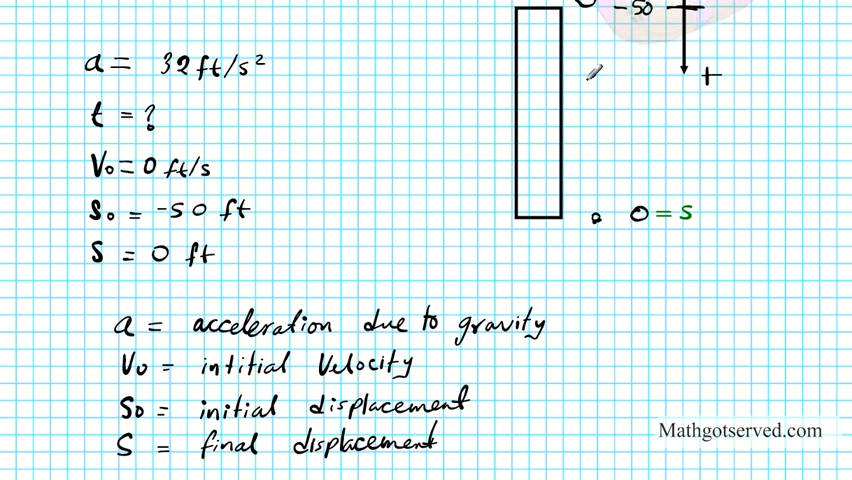 -50
+
a = 32 ft/s²
t = ?
V₀ = 0 ft/s
S₀ = -50 ft
0 = S
S = 0 ft
a = acceleration due to gravity
V₀ = intitial Velocity
S₀ = initial displacement
S = final displacement
Mathgotserved.com